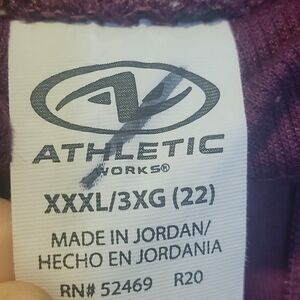 ATHLETIC
WORKS®
XXXL/3XG (22)
MADE IN JORDAN/
HECHO EN JORDANIA
RN# 52469 R20